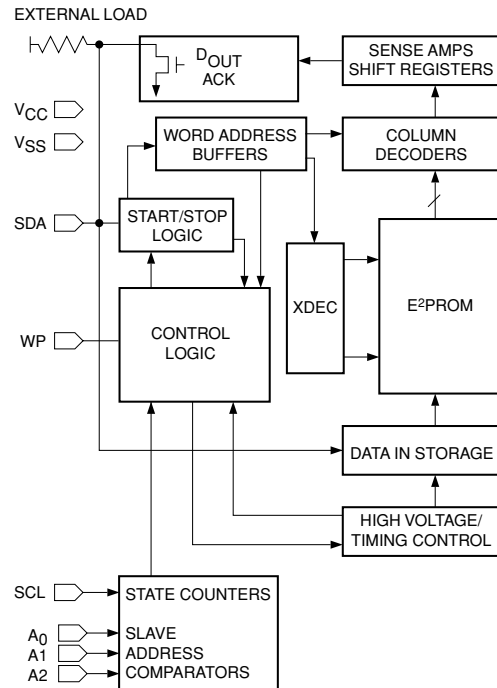 EXTERNAL LOAD
DOUT
ACK
SENSE AMPS
SHIFT REGISTERS
VCC
VSS
WORD ADDRESS
BUFFERS
COLUMN
DECODERS
SDA
START/STOP
LOGIC
XDEC
E²PROM
WP
CONTROL
LOGIC
DATA IN STORAGE
HIGH VOLTAGE/
TIMING CONTROL
SCL
STATE COUNTERS
A0
SLAVE
A1
ADDRESS
A2
COMPARATORS